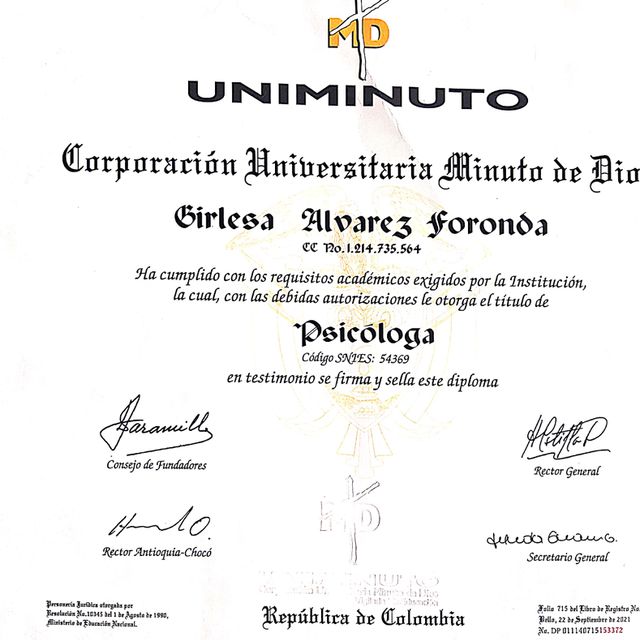 MD
UNIMINUTO
Corporación Universitaria Minuto de Dio
Girlesa Alvarez Foronda
CC No. 1.214.735.564
Ha cumplido con los requisitos académicos exigidos por la Institución,
la cual, con las debidas autorizaciones le otorga el título de
Psicóloga
Código SNIES: 54369
en testimonio se firma y sella este diploma
Consejo de Fundadores
Rector General
Rector Antioquia-Chocó
Secretario General
MD
UNIMINUTO
Personería Jurídica otorgada por
Resolución No.10345 del 1 de Agosto de 1990,
Ministerio de Educación Nacional.
República de Colombia
Folio 715 del Libro de Registro No.
Bello, 22 de Septiembre de 2021
No. DP 011140715153372